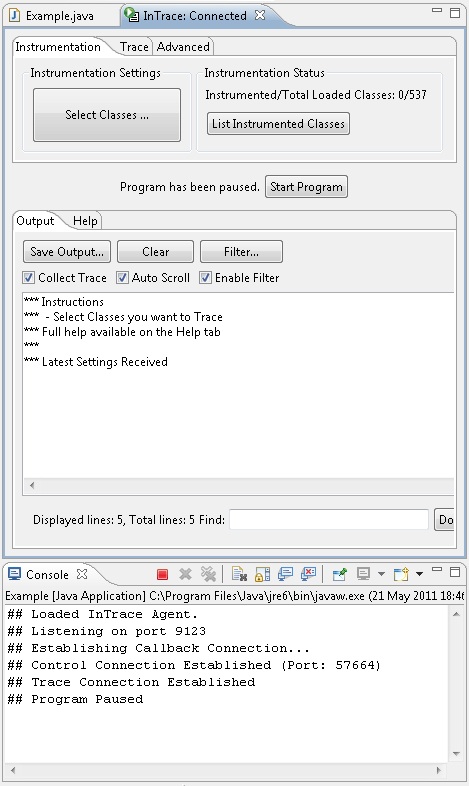 Example.java InTrace: Connected
Instrumentation Trace Advanced
Instrumentation Settings Instrumentation Status
Select Classes ...
Instrumented/Total Loaded Classes: 0/537
List Instrumented Classes
Program has been paused. Start Program
Output Help
Save Output... Clear Filter...
Collect Trace Auto Scroll Enable Filter
*** Instructions
*** - Select Classes you want to Trace
*** Full help available on the Help tab
***
*** Latest Settings Received
Displayed lines: 5, Total lines: 5 Find: Do
Console
Example [Java Application] C:\Program Files\Java\jre6\bin\javaw.exe (21 May 2011 18:46
## Loaded InTrace Agent.
## Listening on port 9123
## Establishing Callback Connection...
## Control Connection Established (Port: 57664)
## Trace Connection Established
## Program Paused